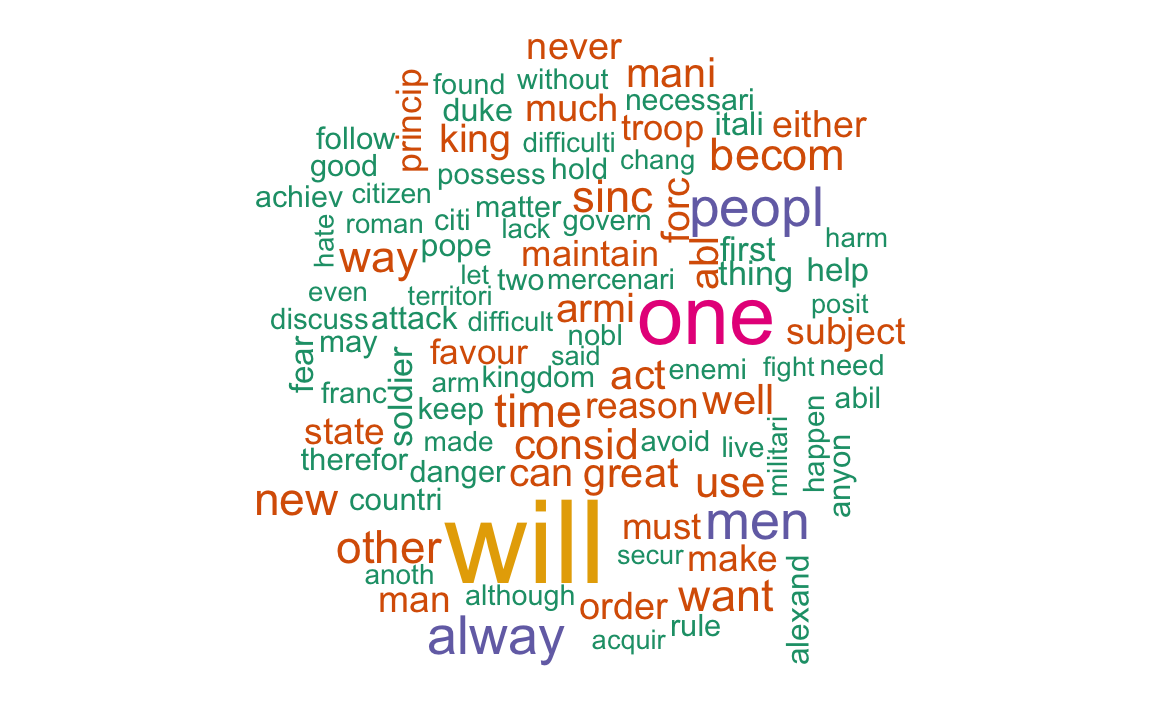 never
found without mani
princip duke much necessari
follow king difficulti troop itali either
good possess hold chang becom
achiev citizen matter sinc forc peopl
hate roman citi lack govern harm
way pope maintain abl first
let two mercenari thing help
even territori armi one posit
discuss attack difficult nobl subject
fear may favour said
franc soldier arm kingdom act enemi fight need
keep time reason well abil
state made consid avoid live militari happen anyon
therefor danger can great use
new countri
other will must men
anoth secur make
man although order want alexand
alway acquir rule